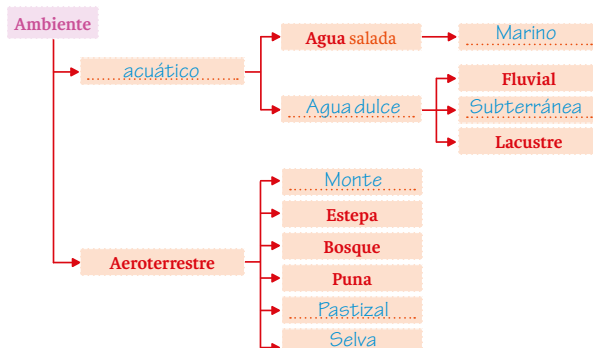 Ambiente
acuático
Agua salada
Marino
Agua dulce
Fluvial
Subterránea
Lacustre
Aeroterrestre
Monte
Estepa
Bosque
Puna
Pastizal
Selva